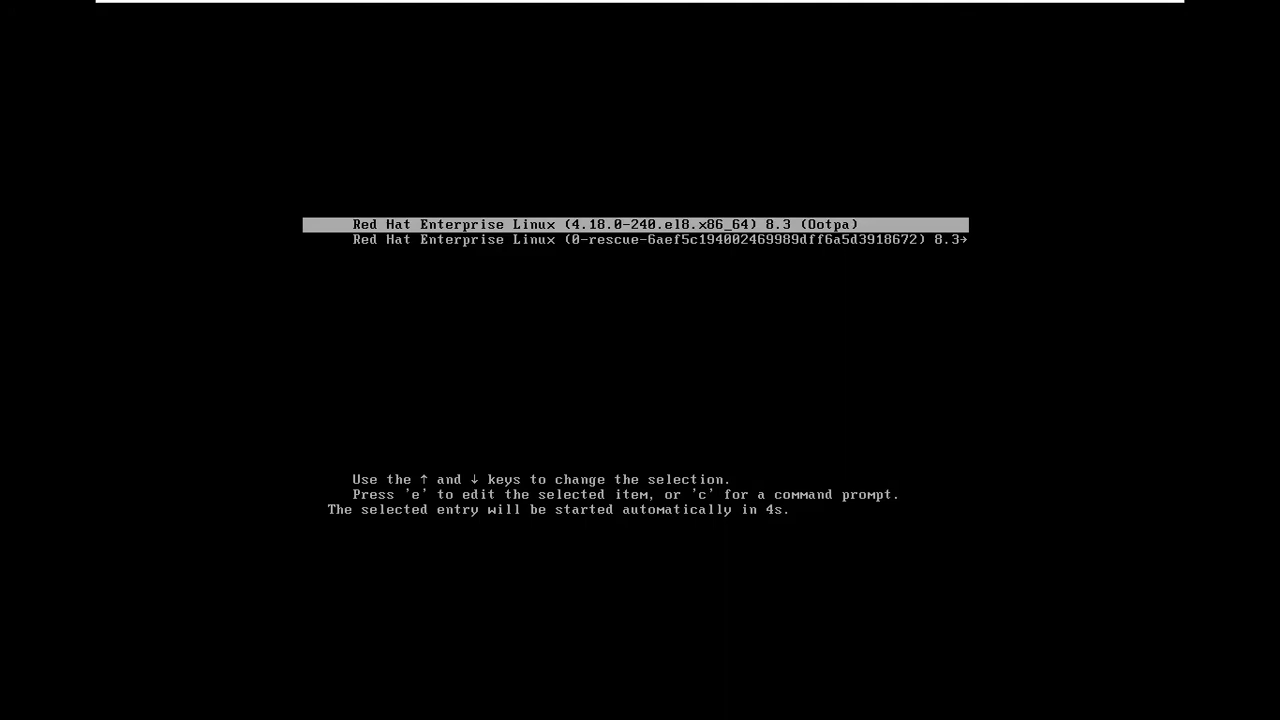 Red Hat Enterprise Linux (4.18.0-240.el8.x86_64) 8.3 (Ootpa)
Red Hat Enterprise Linux (0-rescue-6aef5c194002469989dff6a5d3918672) 8.3→
Use the ↑ and ↓ keys to change the selection.
Press 'e' to edit the selected item, or 'c' for a command prompt.
The selected entry will be started automatically in 4s.